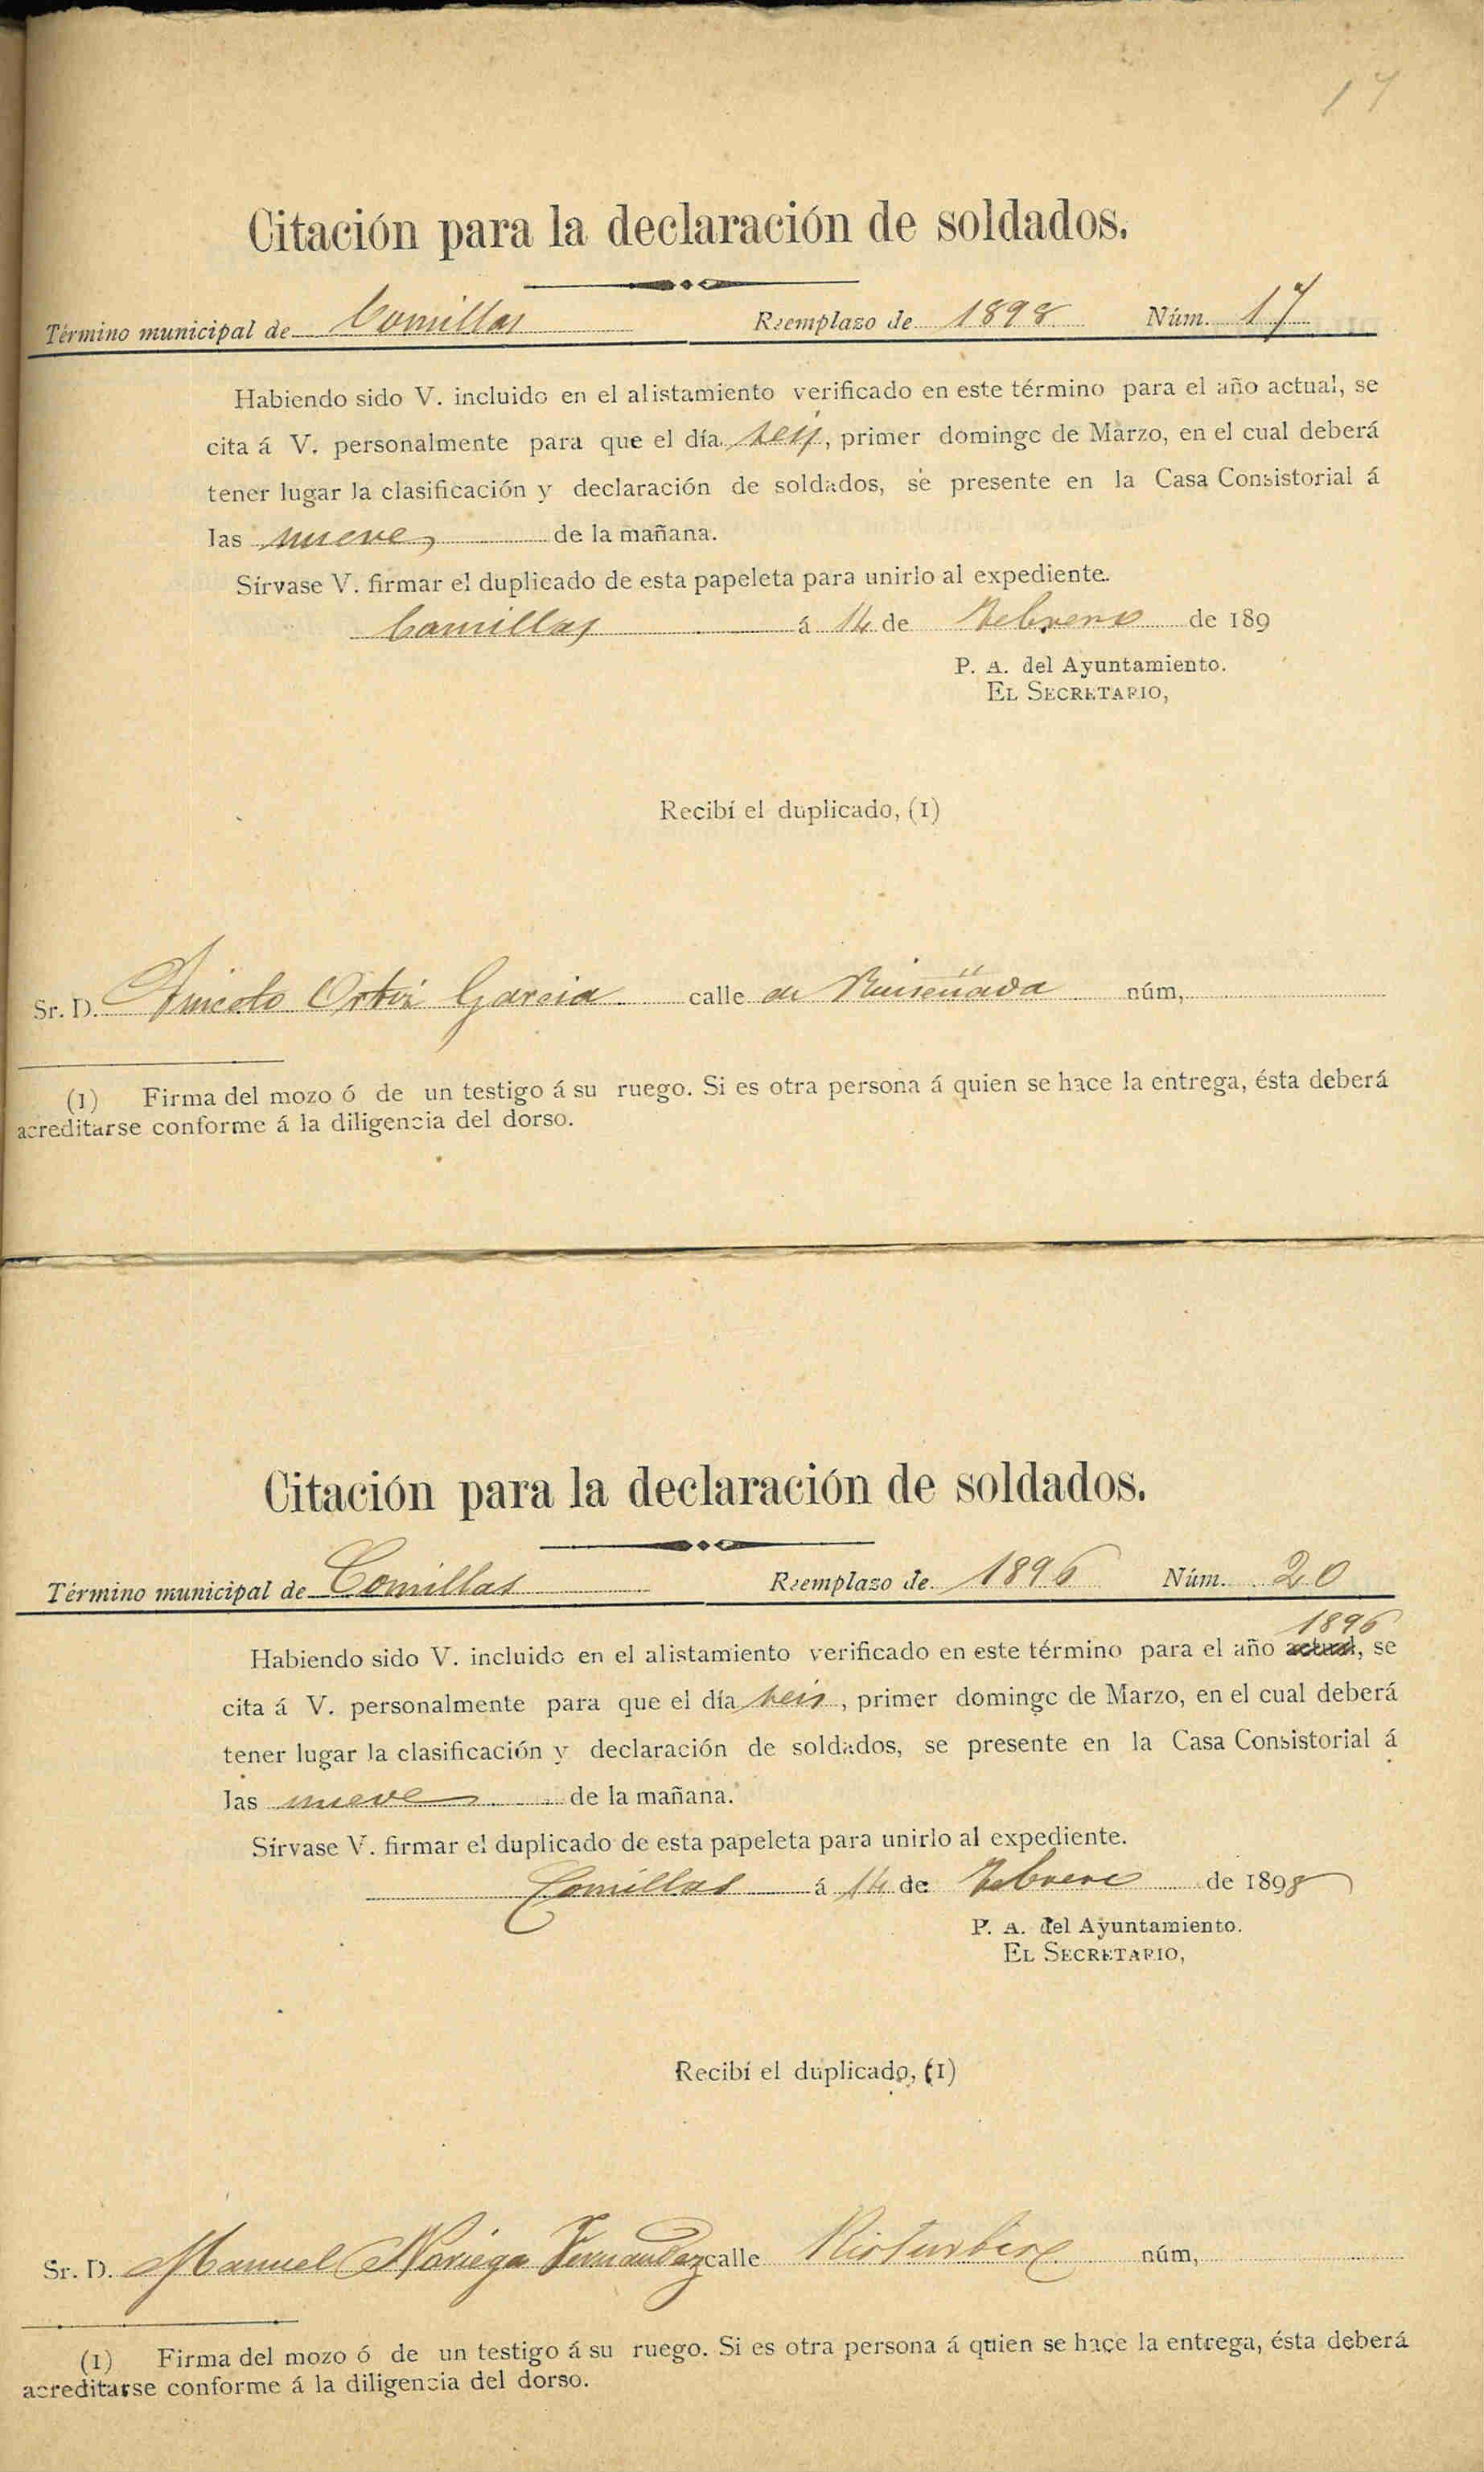 17
Citación para la declaración de soldados.
Término municipal de Comillas Reemplazo de 1898 Núm. 17
Habiendo sido V. incluido en el alistamiento verificado en este término para el año actual, se
cita á V. personalmente para que el día seis, primer domingo de Marzo, en el cual deberá
tener lugar la clasificación y declaración de soldados, se presente en la Casa Consistorial á
las nueve de la mañana.
Sírvase V. firmar el duplicado de esta papeleta para unirlo al expediente.
Comillas á 14 de Febrero de 189
P. A. del Ayuntamiento.
EL SECRETARIO,
Recibí el duplicado, (1)
Sr. D. Aniceto Ortiz Garcia calle de Ruiseñada núm,
(1) Firma del mozo ó de un testigo á su ruego. Si es otra persona á quien se hace la entrega, ésta deberá
acreditarse conforme á la diligencia del dorso.
Citación para la declaración de soldados.
Término municipal de Comillas Reemplazo de 1896 Núm. 20
1896
Habiendo sido V. incluido en el alistamiento verificado en este término para el año actual, se
cita á V. personalmente para que el día seis, primer domingo de Marzo, en el cual deberá
tener lugar la clasificación y declaración de soldados, se presente en la Casa Consistorial á
las nueve de la mañana.
Sírvase V. firmar el duplicado de esta papeleta para unirlo al expediente.
Comillas á 14 de Febrero de 1898
P. A. del Ayuntamiento.
EL SECRETARIO,
Recibí el duplicado, (1)
Sr. D. Manuel Noriega Fernandez calle Rioturbio núm,
(1) Firma del mozo ó de un testigo á su ruego. Si es otra persona á quien se hace la entrega, ésta deberá
acreditarse conforme á la diligencia del dorso.